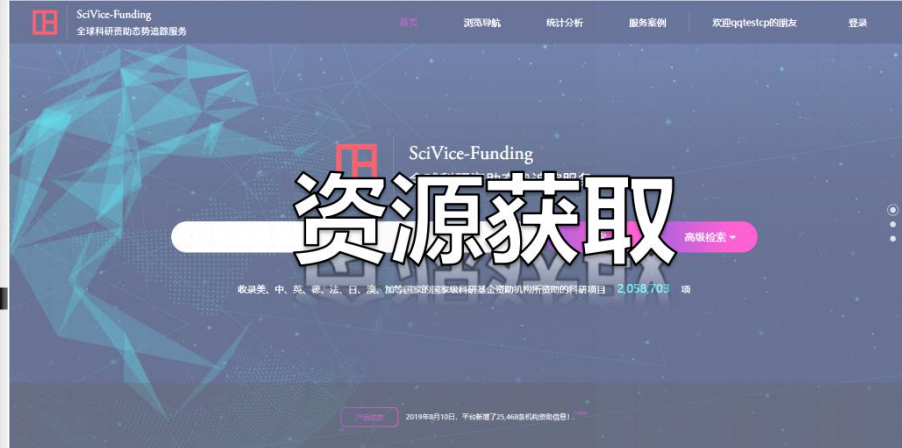 SciVice-Funding
全球科研资助态势追踪服务
首页 浏览导航 统计分析 服务案例 欢迎qqtestcp的朋友 登录
SciVice-Funding
资源获取
高级检索
收录美、中、英、德、法、日、澳、加等国家的国家级科研基金资助机构所资助的科研项目 2,058,703 项
产品动态 2019年8月10日，平台新增了25,468条机构资助信息！